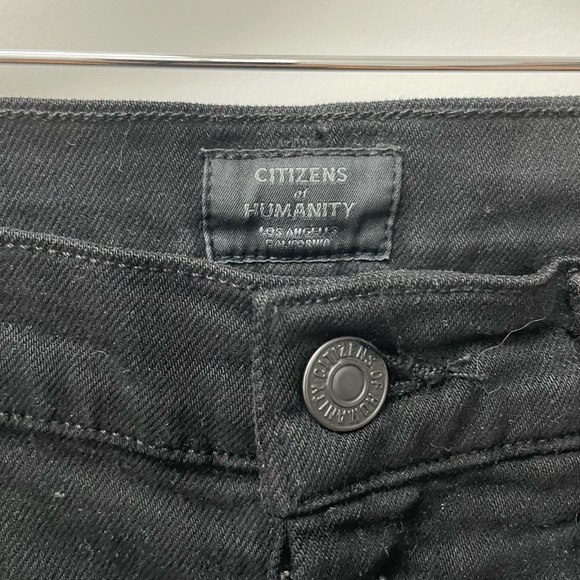 CITIZENS
of
HUMANITY
LOS ANGELES
CALIFORNIA
CITIZENS OF HUMANITY